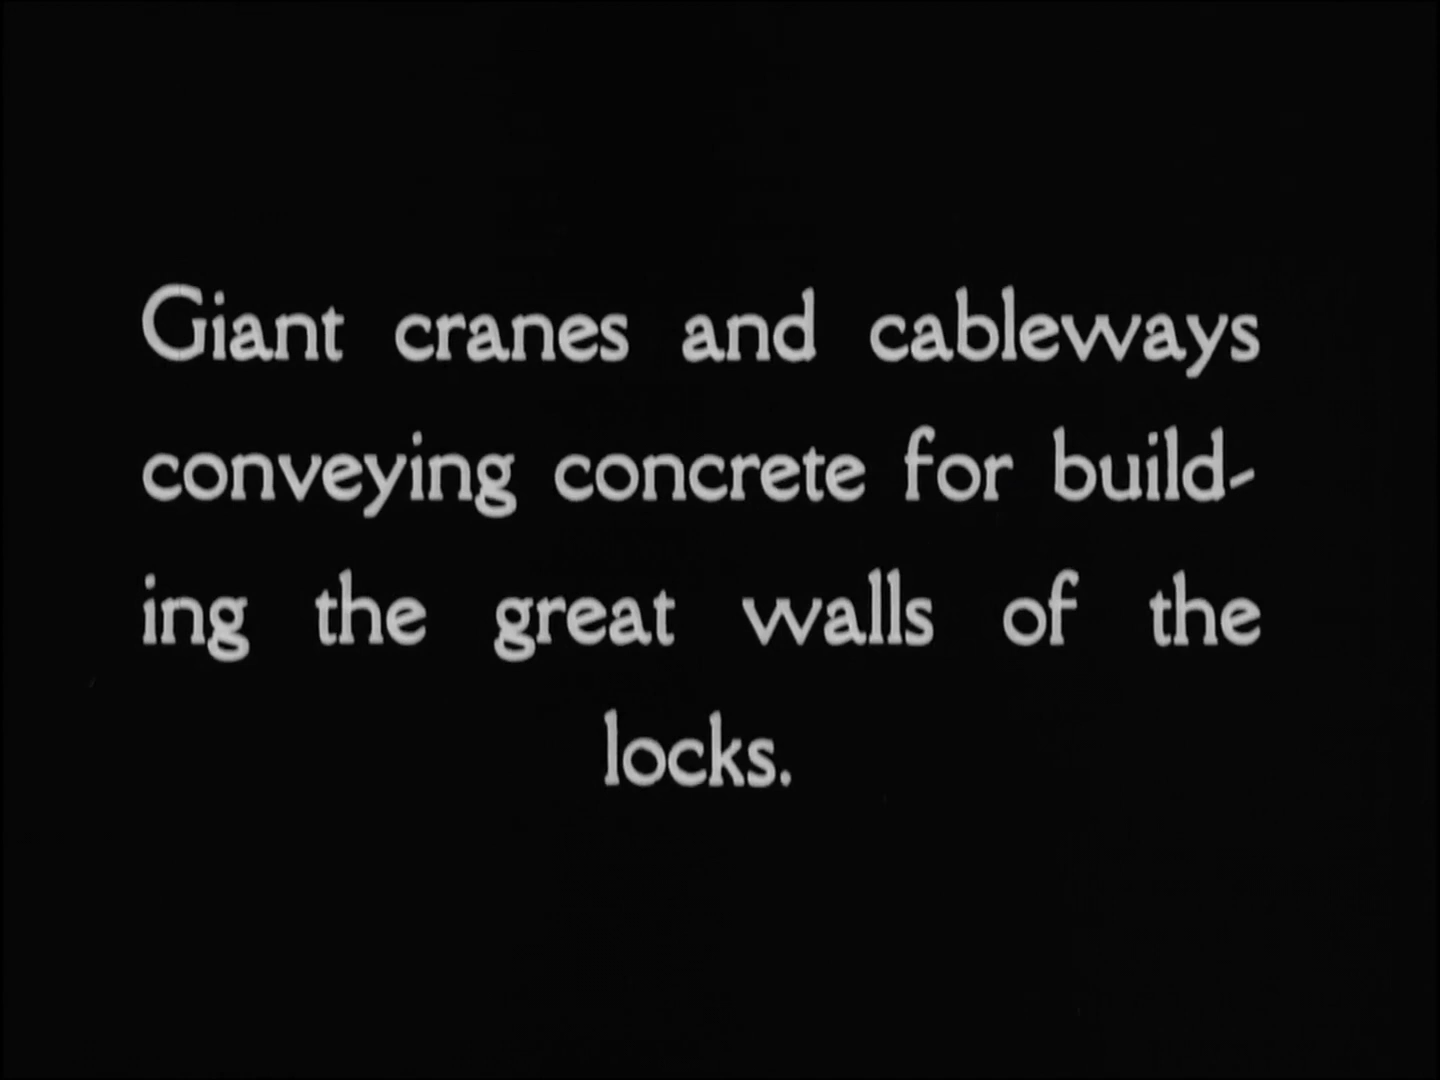 Giant cranes and cableways
conveying concrete for build-
ing the great walls of the
locks.